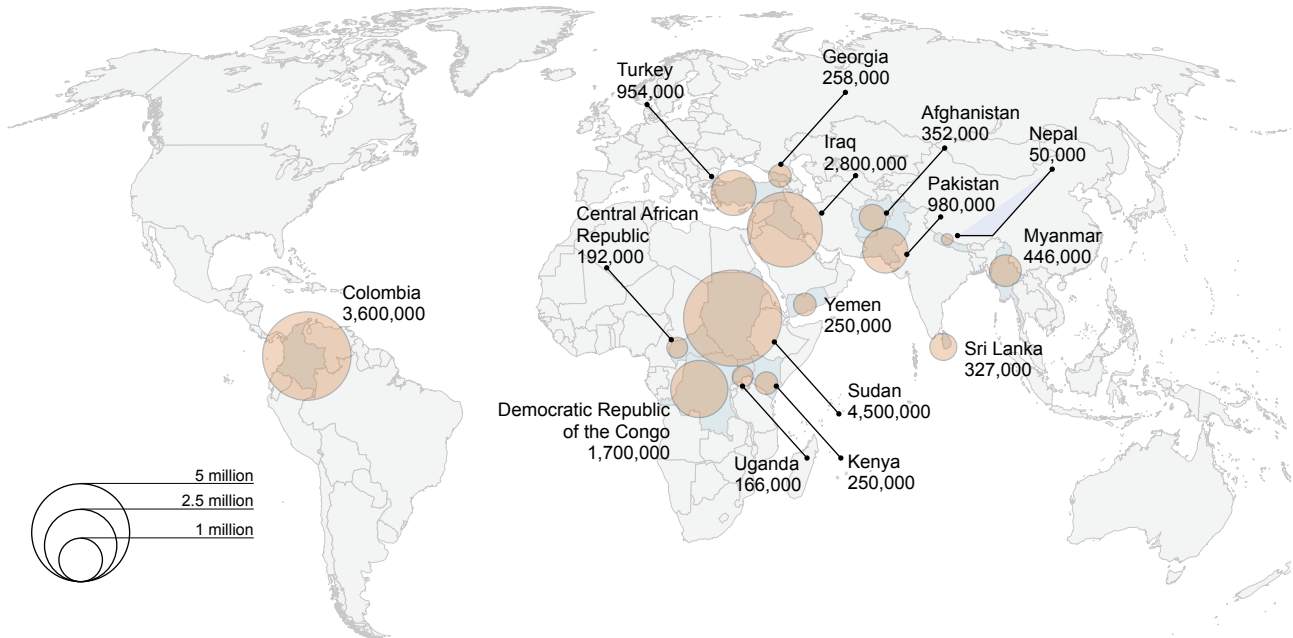 Georgia
258,000
Turkey
954,000
Afghanistan
352,000
Nepal
50,000
Iraq
2,800,000
Pakistan
980,000
Central African
Republic
192,000
Myanmar
446,000
Colombia
3,600,000
Yemen
250,000
Sri Lanka
327,000
Sudan
4,500,000
Democratic Republic
of the Congo
1,700,000
Uganda
166,000
Kenya
250,000
5 million
2.5 million
1 million